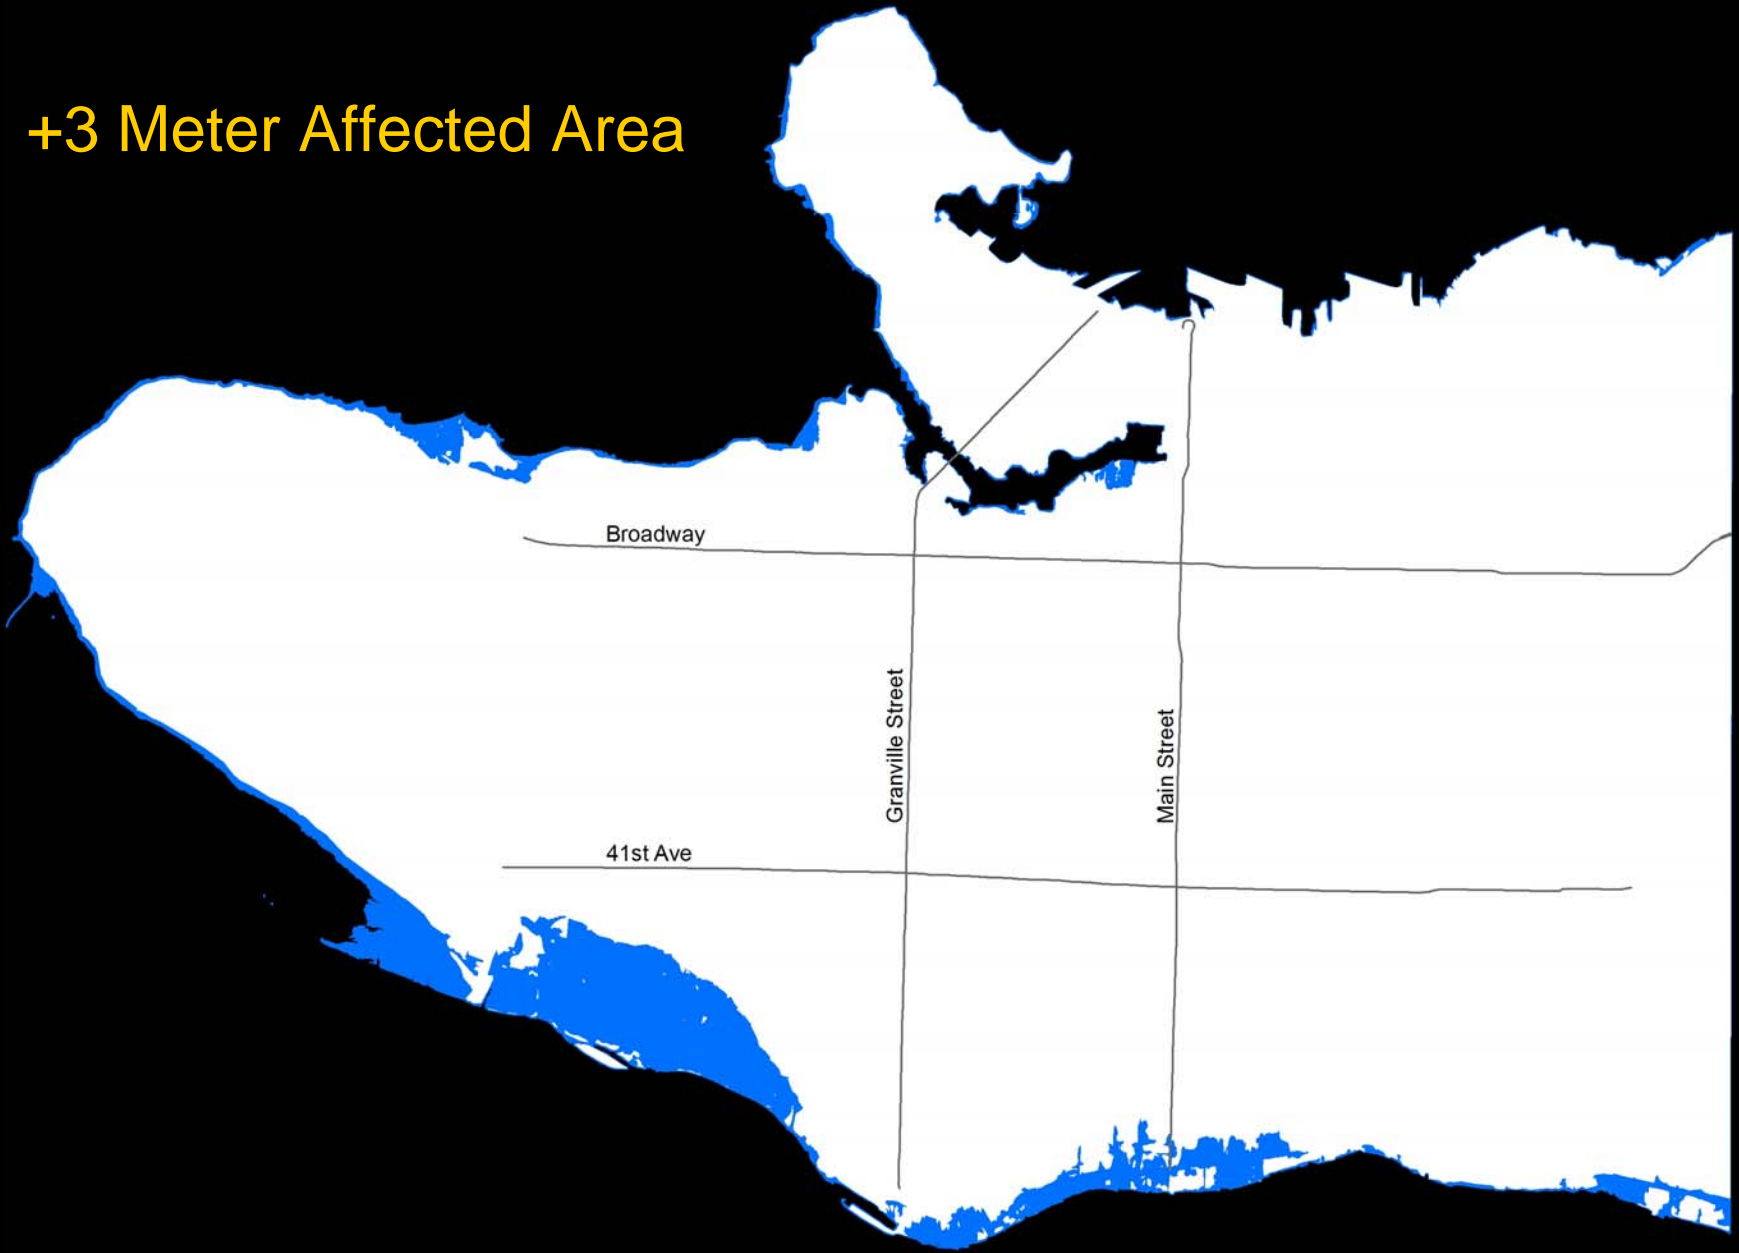 +3 Meter Affected Area
Broadway
Granville Street
Main Street
41st Ave